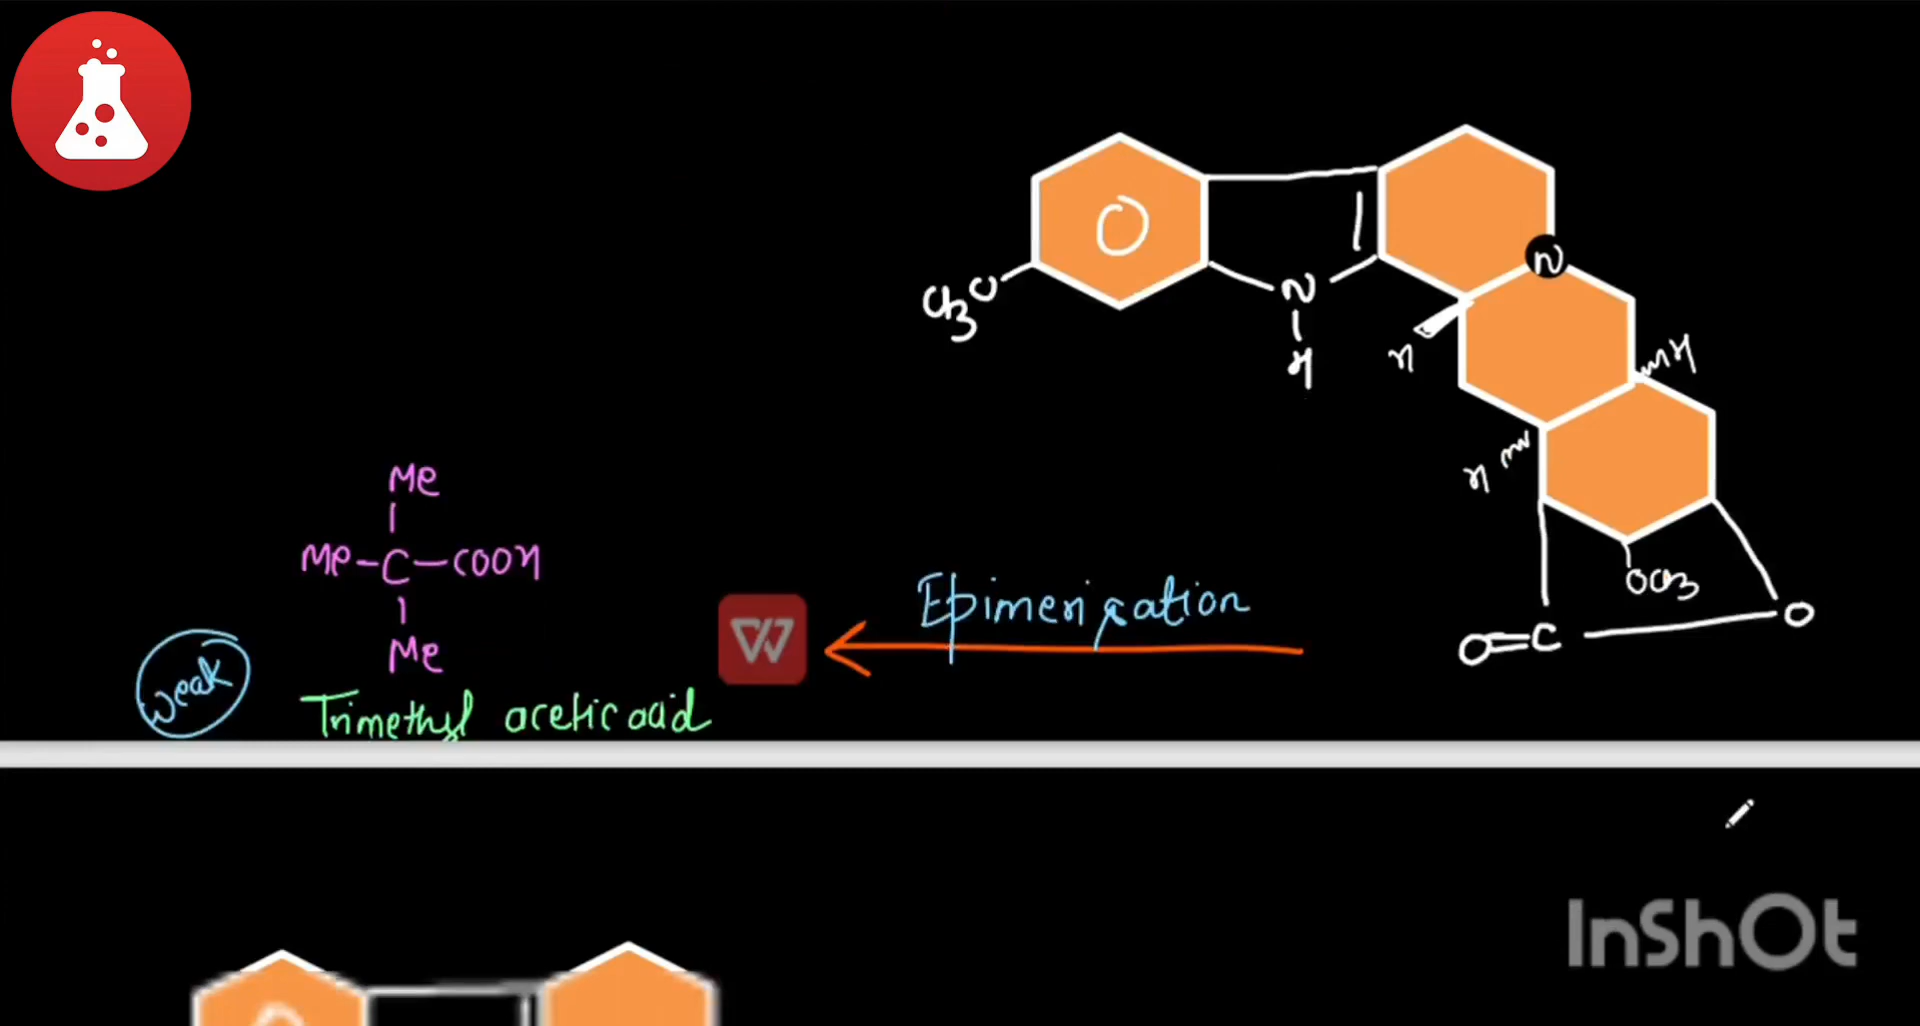 N
CH3O
N
H
H
H
H
Me
Me-C-COOH
Me
Epimerization
OCH3
O
O=C
weak
Trimethyl acetic acid
W
InShOt